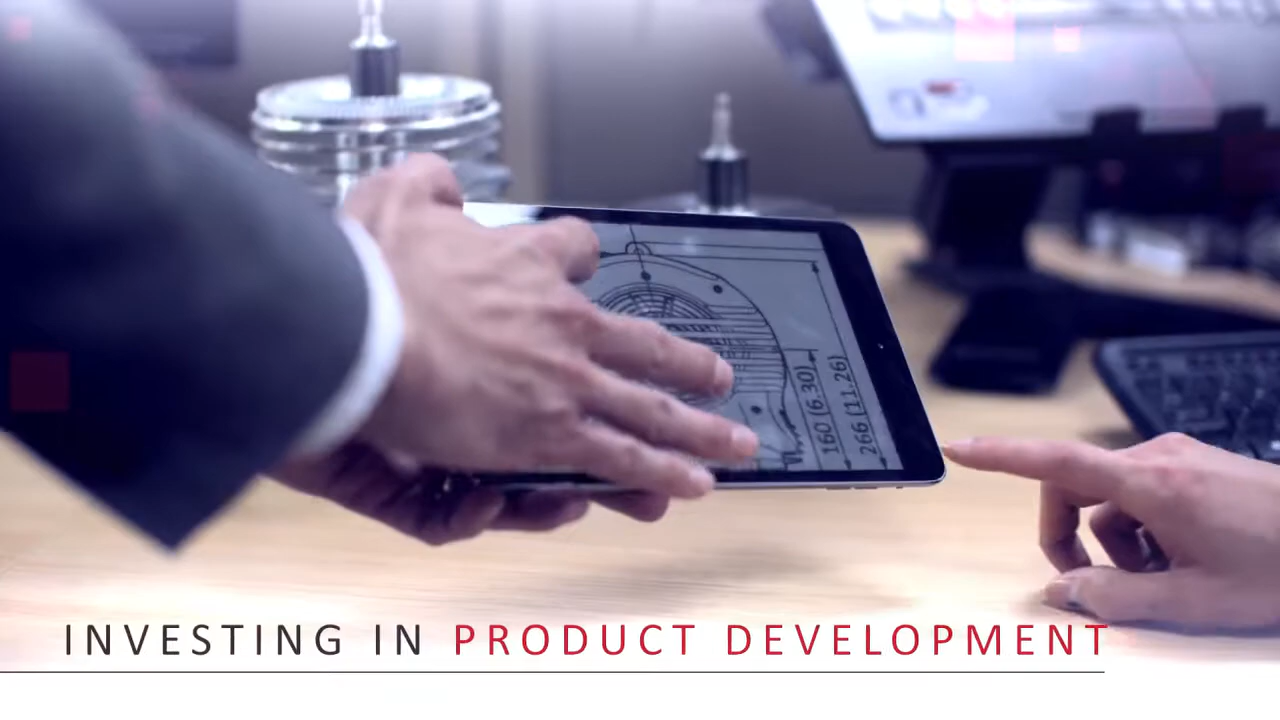 160 (6.30)
266 (11.26)
INVESTING IN PRODUCT DEVELOPMENT